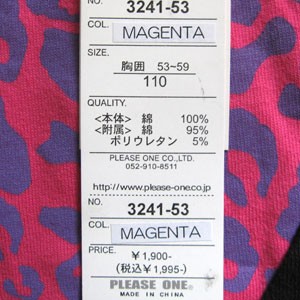 NO. 3241-53
COL. MAGENTA
SIZE.
胸囲 53~59
110
QUALITY.
<本体> 綿 100%
<附属> 綿 95%
ポリウレタン 5%
PLEASE ONE CO.,LTD.
052-910-8511
http://www.please-one.co.jp
NO. 3241-53
COL. MAGENTA
PRICE. ¥1,900-
(税込¥1,995-)
PLEASE ONE.
MADE IN CHINA